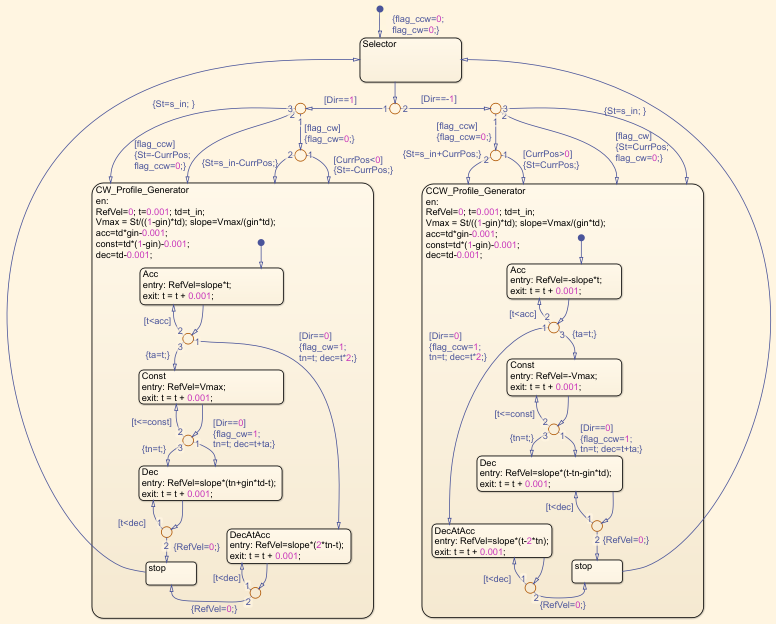 {flag_ccw=0;
flag_cw=0;}
Selector
1
2
[Dir==1]
[Dir==-1]
{St=s_in; }
3
2
1
[flag_cw]
{flag_cw=0;}
[flag_ccw]
{St=-CurrPos;
flag_ccw=0;}
{St=s_in-CurrPos;}
2
1
[CurrPos<0]
{St=-CurrPos;}
3
2
1
{St=s_in; }
[flag_ccw]
{flag_ccw=0;}
[flag_cw]
{St=CurrPos;
flag_cw=0;}
{St=s_in+CurrPos;}
2
1
[CurrPos>0]
{St=CurrPos;}
CW_Profile_Generator
en:
RefVel=0; t=0.001; td=t_in;
Vmax = St/((1-gin)*td); slope=Vmax/(gin*td);
acc=td*gin-0.001;
const=td*(1-gin)-0.001;
dec=td-0.001;
Acc
entry: RefVel=slope*t;
exit: t = t + 0.001;
[t<acc]
2
3
1
{ta=t;}
[Dir==0]
{flag_cw=1;
tn=t; dec=t*2;}
Const
entry: RefVel=Vmax;
exit: t = t + 0.001;
[t<=const]
2
3
1
{tn=t;}
[Dir==0]
{flag_cw=1;
tn=t; dec=t+ta;}
Dec
entry: RefVel=slope*(tn+gin*td-t);
exit: t = t + 0.001;
[t<dec]
1
2
{RefVel=0;}
DecAtAcc
entry: RefVel=slope*(2*tn-t);
exit: t = t + 0.001;
[t<dec]
1
2
{RefVel=0;}
stop
CCW_Profile_Generator
en:
RefVel=0; t=0.001; td=t_in;
Vmax = St/((1-gin)*td); slope=Vmax/(gin*td);
acc=td*gin-0.001;
const=td*(1-gin)-0.001;
dec=td-0.001;
Acc
entry: RefVel=-slope*t;
exit: t = t + 0.001;
[t<acc]
2
1
3
{ta=t;}
[Dir==0]
{flag_ccw=1;
tn=t; dec=t*2;}
Const
entry: RefVel=-Vmax;
exit: t = t + 0.001;
[t<=const]
2
3
1
{tn=t;}
[Dir==0]
{flag_ccw=1;
tn=t; dec=t+ta;}
Dec
entry: RefVel=slope*(t-tn-gin*td);
exit: t = t + 0.001;
[t<dec]
1
2
{RefVel=0;}
DecAtAcc
entry: RefVel=slope*(t-2*tn);
exit: t = t + 0.001;
[t<dec]
1
2
{RefVel=0;}
stop